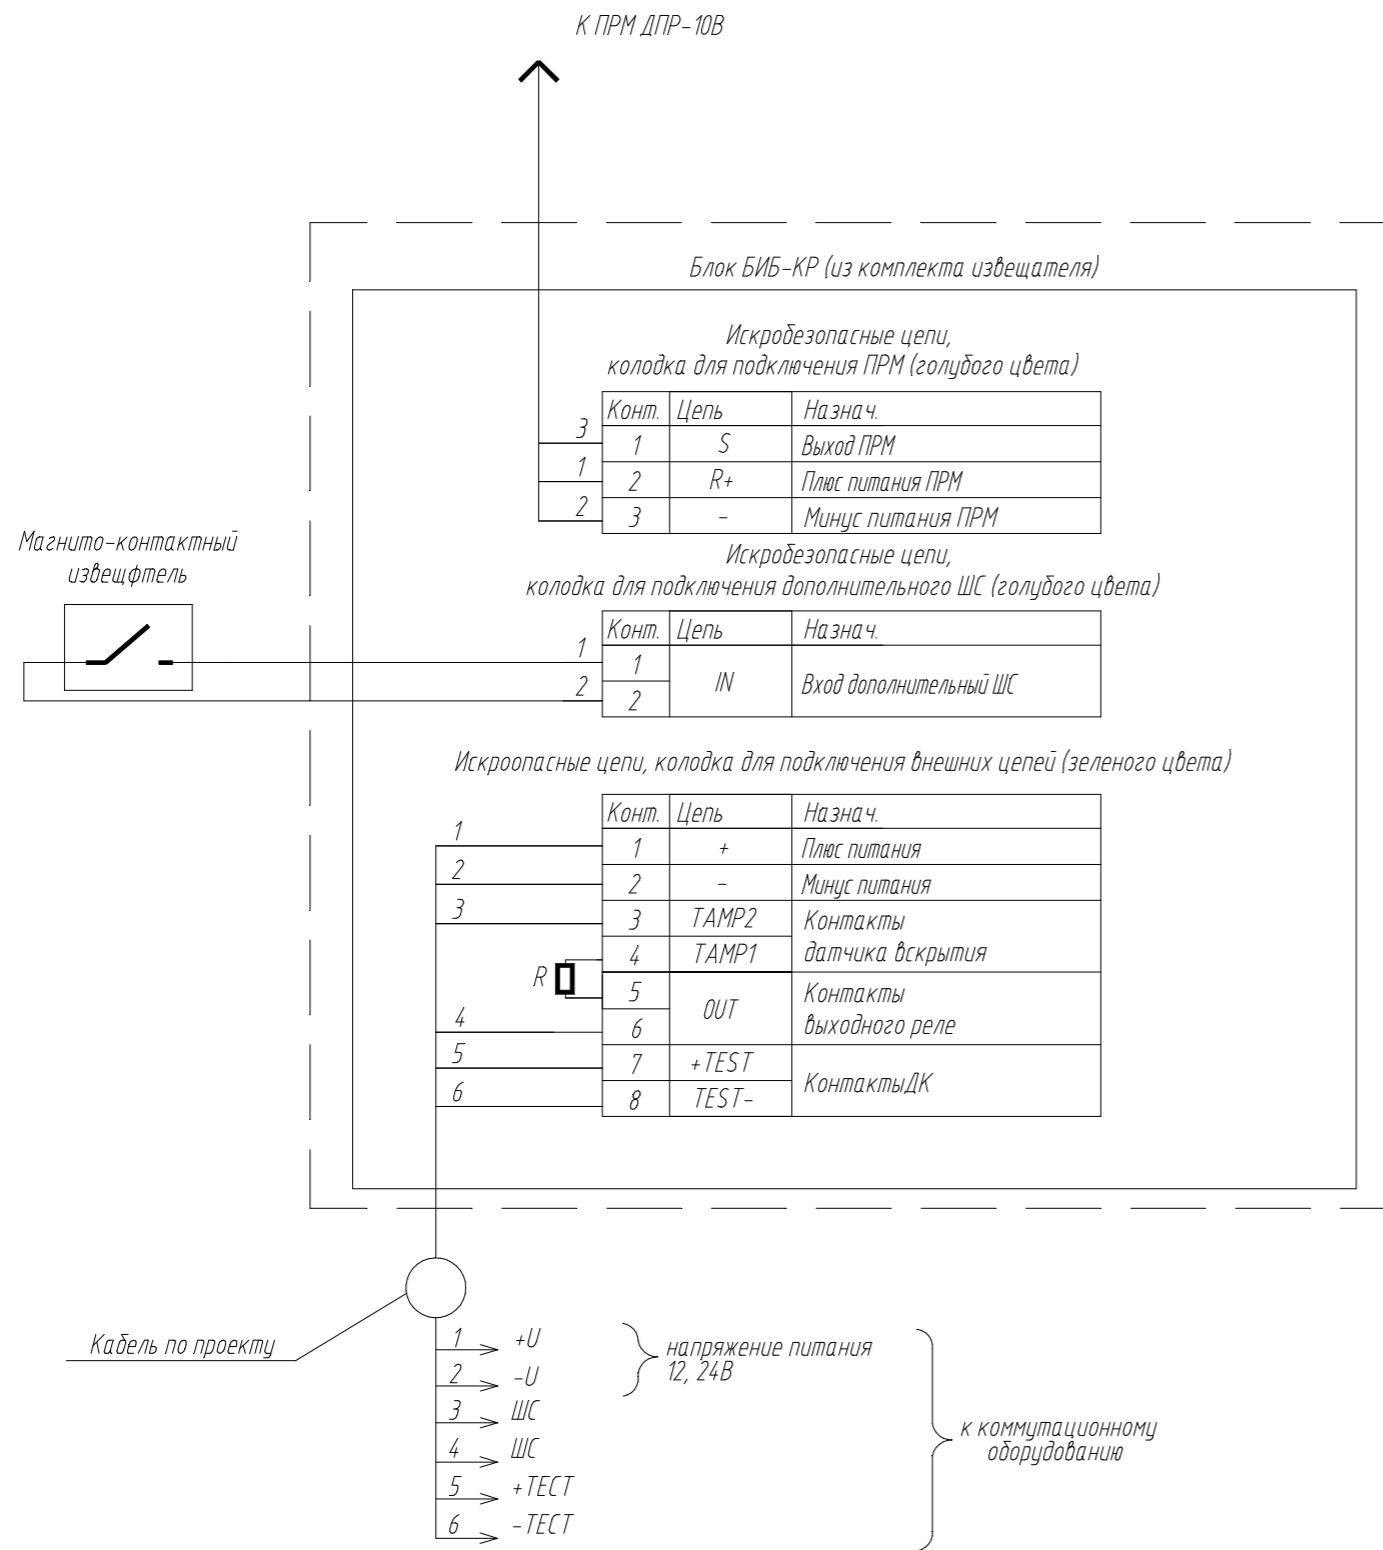 К ПРМ ДПР-10В
Блок БИБ-КР (из комплекта извещателя)
Искробезопасные цепи,
колодка для подключения ПРМ (голубого цвета)
Конт. Цепь Назнач.
3 1 S Выход ПРМ
1 2 R+ Плюс питания ПРМ
2 3 - Минус питания ПРМ
Магнито-контактный
извещфтель
Искробезопасные цепи,
колодка для подключения дополнительного ШС (голубого цвета)
Конт. Цепь Назнач.
1 1 IN Вход дополнительный ШС
2 2
Искроопасные цепи, колодка для подключения внешних цепей (зеленого цвета)
Конт. Цепь Назнач.
1 1 + Плюс питания
2 2 - Минус питания
3 3 TAMP2 Контакты
4 TAMP1 датчика вскрытия
R 5 OUT Контакты
4 6 выходного реле
5 7 +TEST КонтактыДК
6 8 TEST-
Кабель по проекту
1 +U
2 -U
3 ШС
4 ШС
5 +ТЕСТ
6 -ТЕСТ
напряжение питания
12, 24В
к коммутационному
оборудованию